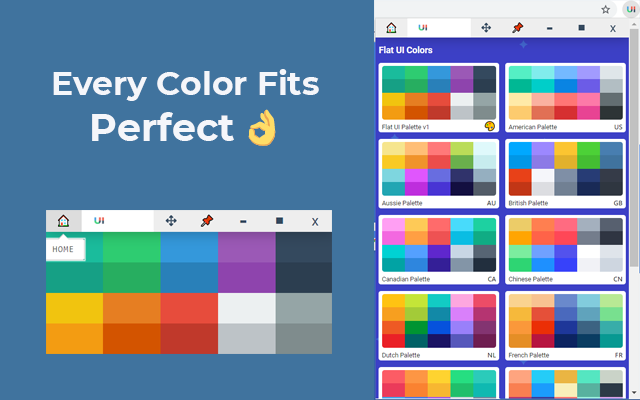 Every Color Fits
Perfect 👌
UI
X
HOME
UI
UI
X
Flat UI Colors
Flat UI Palette v1
American Palette US
Aussie Palette AU
British Palette GB
Canadian Palette CA
Chinese Palette CN
Dutch Palette NL
French Palette FR